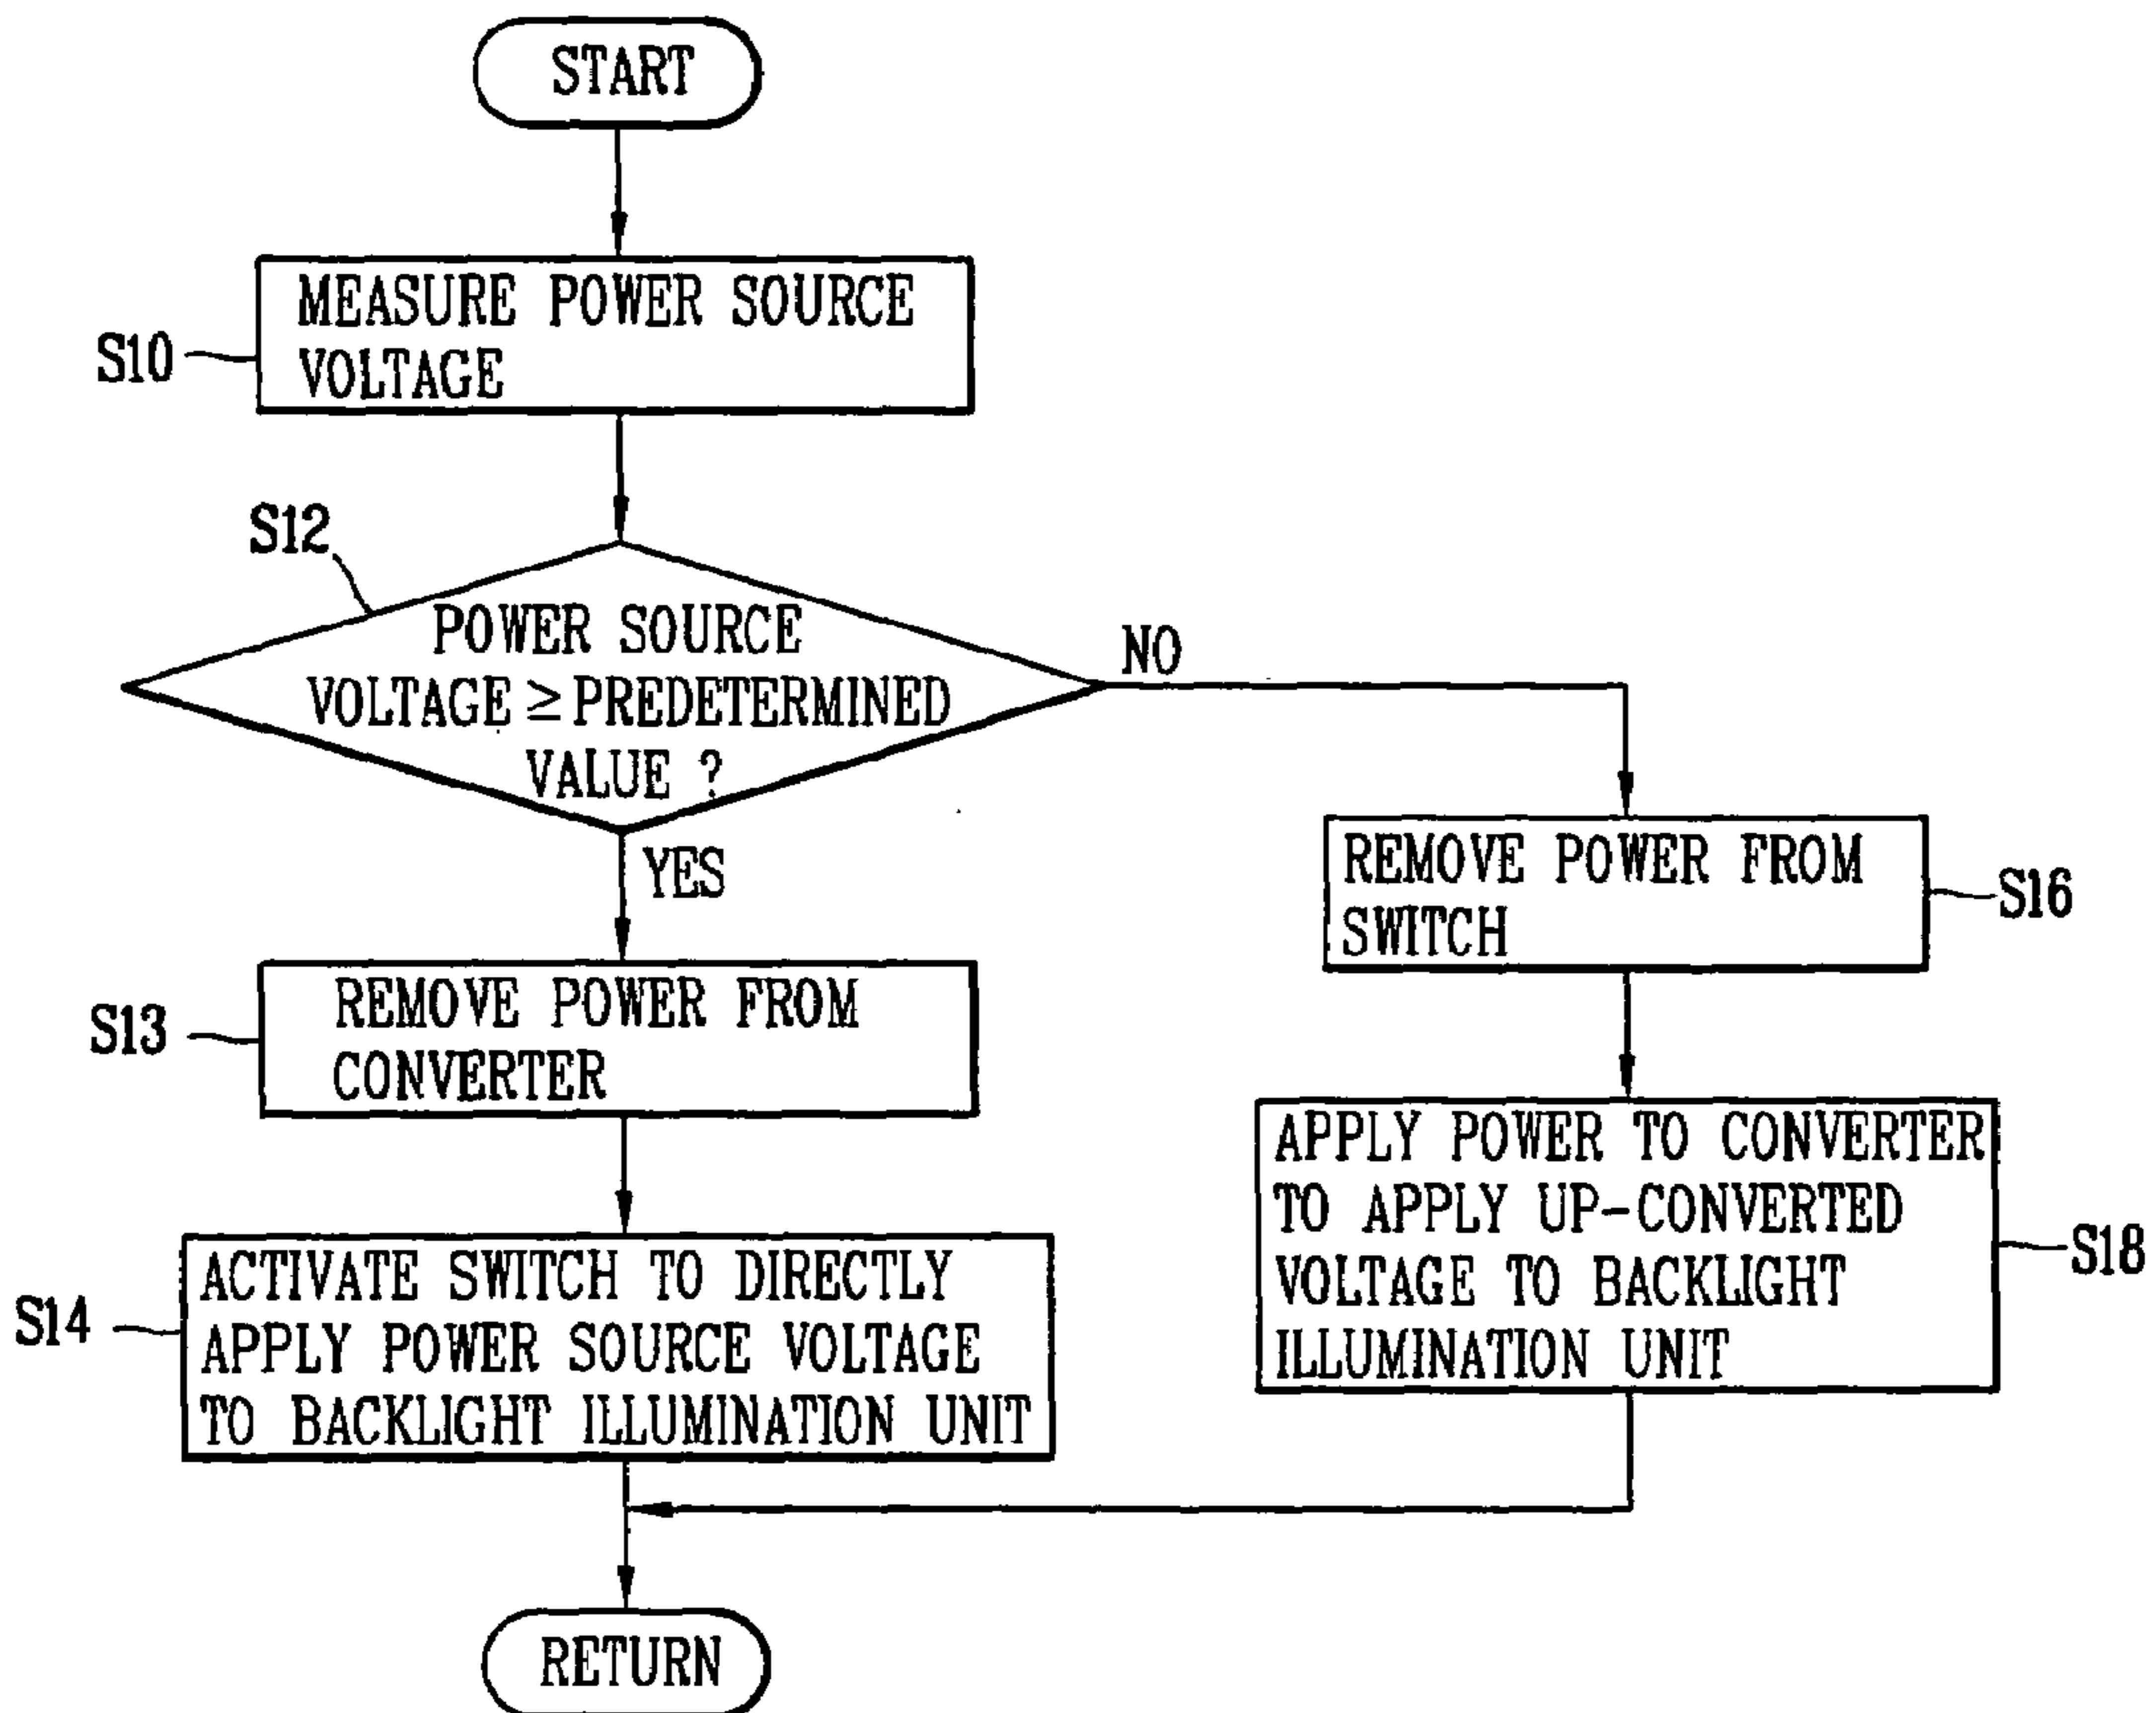 START
MEASURE POWER SOURCE
VOLTAGE
S10
S12
POWER SOURCE
VOLTAGE ≥ PREDETERMINED
VALUE ?
NO
YES
REMOVE POWER FROM
SWITCH
S16
REMOVE POWER FROM
CONVERTER
S13
APPLY POWER TO CONVERTER
TO APPLY UP-CONVERTED
VOLTAGE TO BACKLIGHT
ILLUMINATION UNIT
S18
ACTIVATE SWITCH TO DIRECTLY
APPLY POWER SOURCE VOLTAGE
TO BACKLIGHT ILLUMINATION UNIT
S14
RETURN